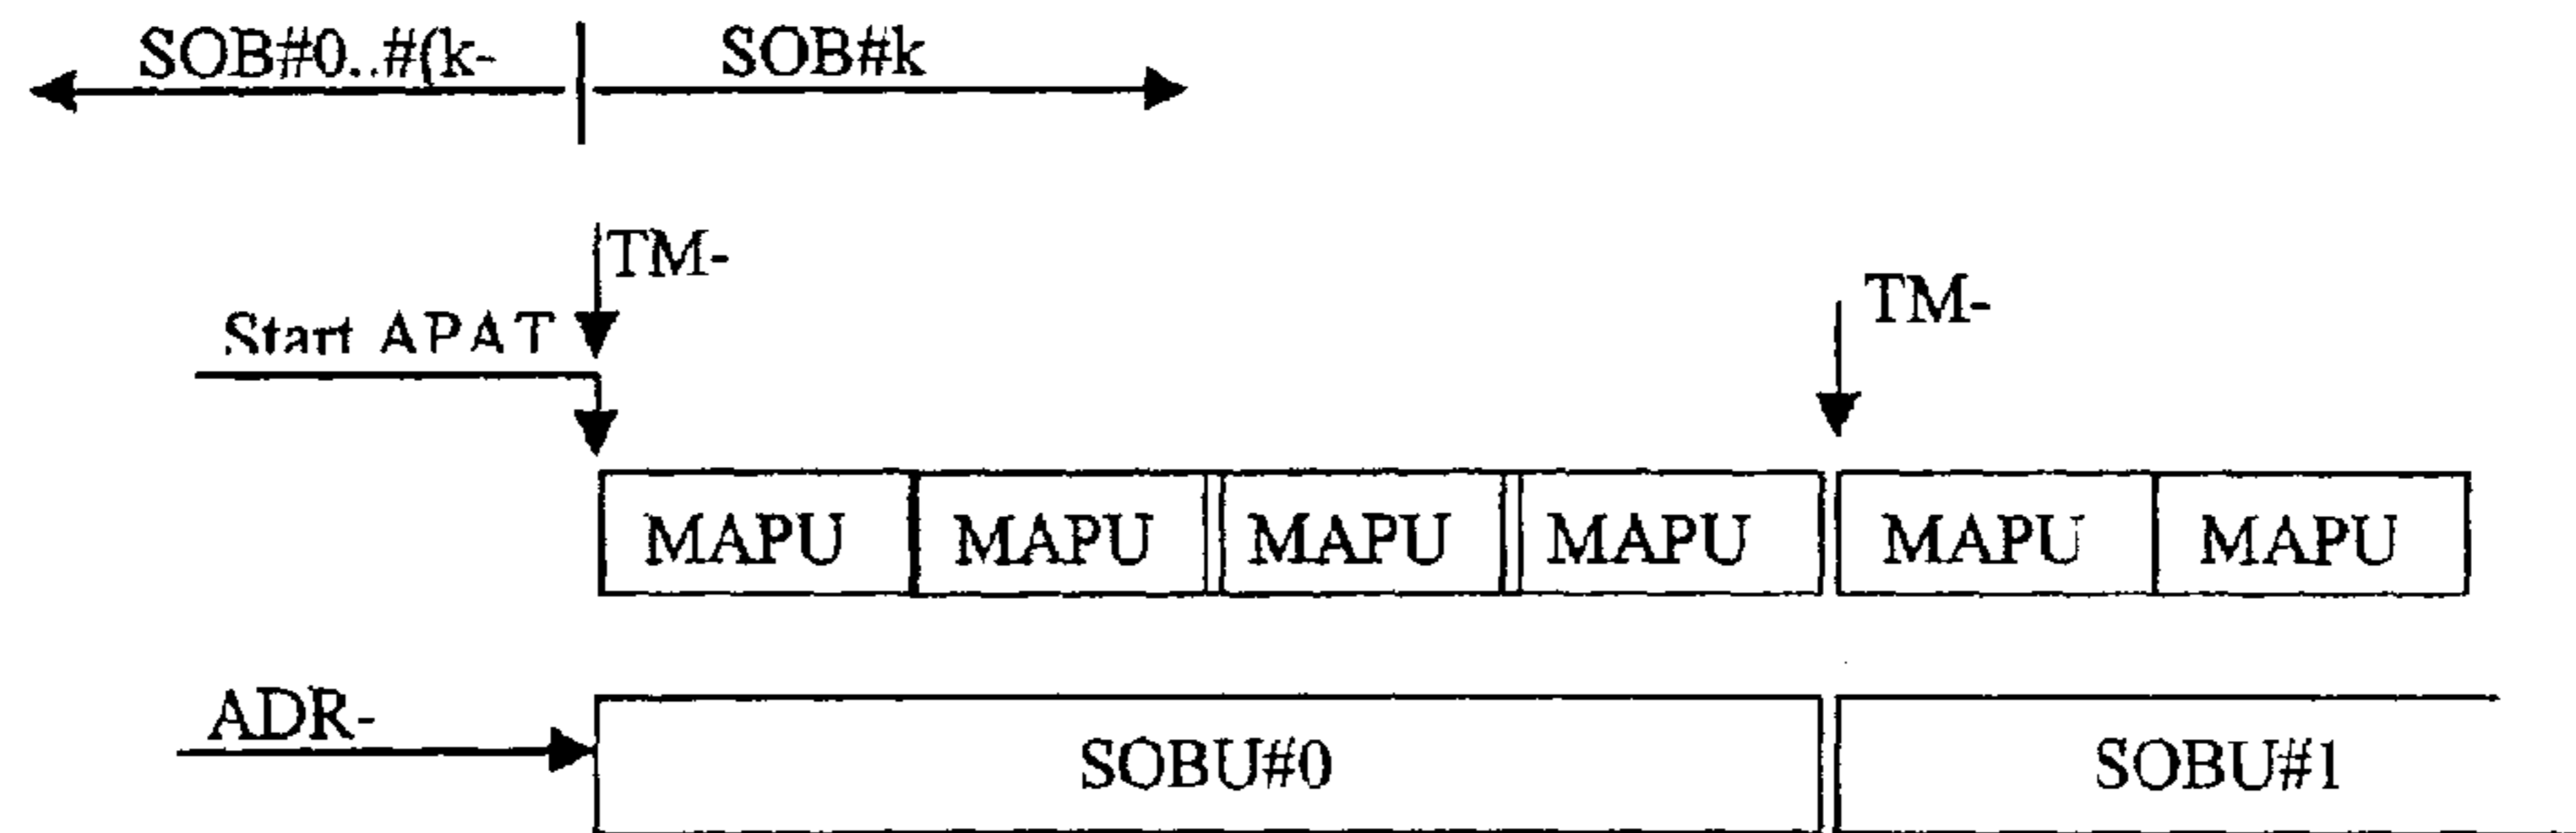 SOB#0..#(k- SOB#k
TM-
TM-
Start APAT
MAPU MAPU MAPU MAPU MAPU MAPU
ADR-
SOBU#0 SOBU#1